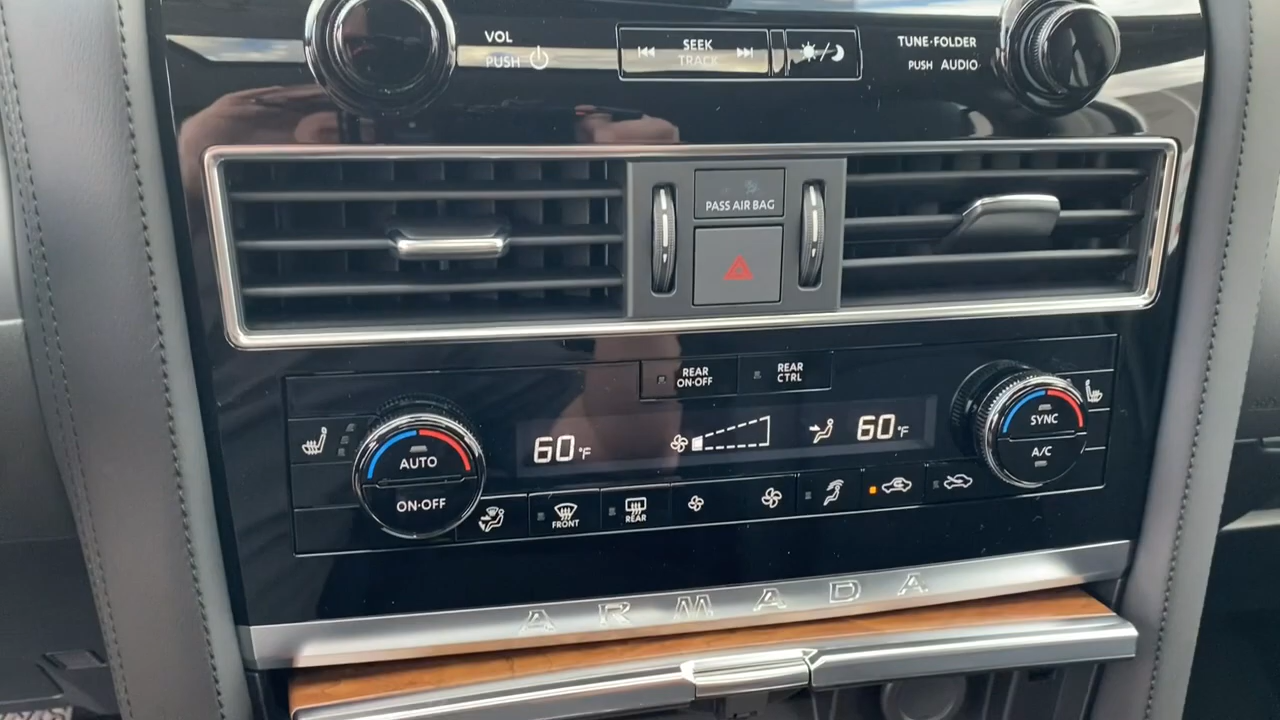 VOL
PUSH
SEEK
TRACK
TUNE·FOLDER
PUSH AUDIO
PASS AIR BAG
REAR
ON·OFF
REAR
CTRL
60°F
60°F
AUTO
ON·OFF
SYNC
A/C
FRONT
REAR
ARMADA